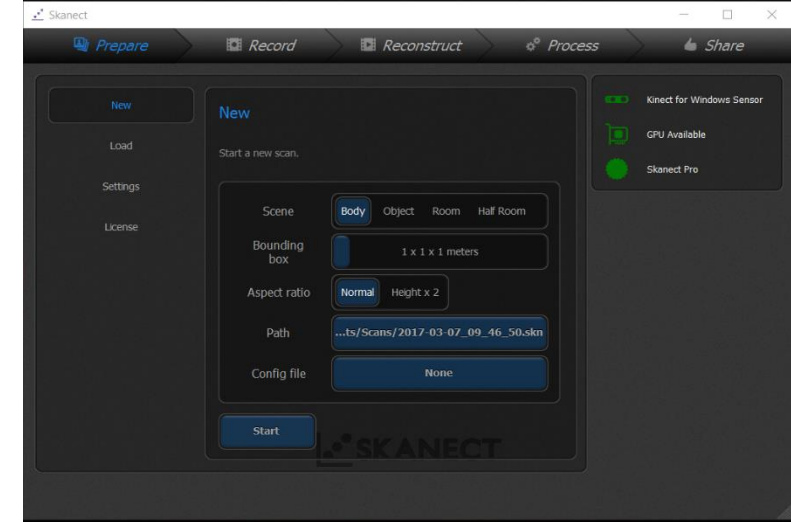 Skanect
Prepare
Record
Reconstruct
Process
Share
New
Load
Settings
License
New
Start a new scan.
Scene
Body Object Room Half Room
Bounding
box
1 x 1 x 1 meters
Aspect ratio
Normal Height x 2
Path
...ts/Scans/2017-03-07_09_46_50.skn
Config file
None
Start
SKANECT
Kinect for Windows Sensor
GPU Available
Skanect Pro